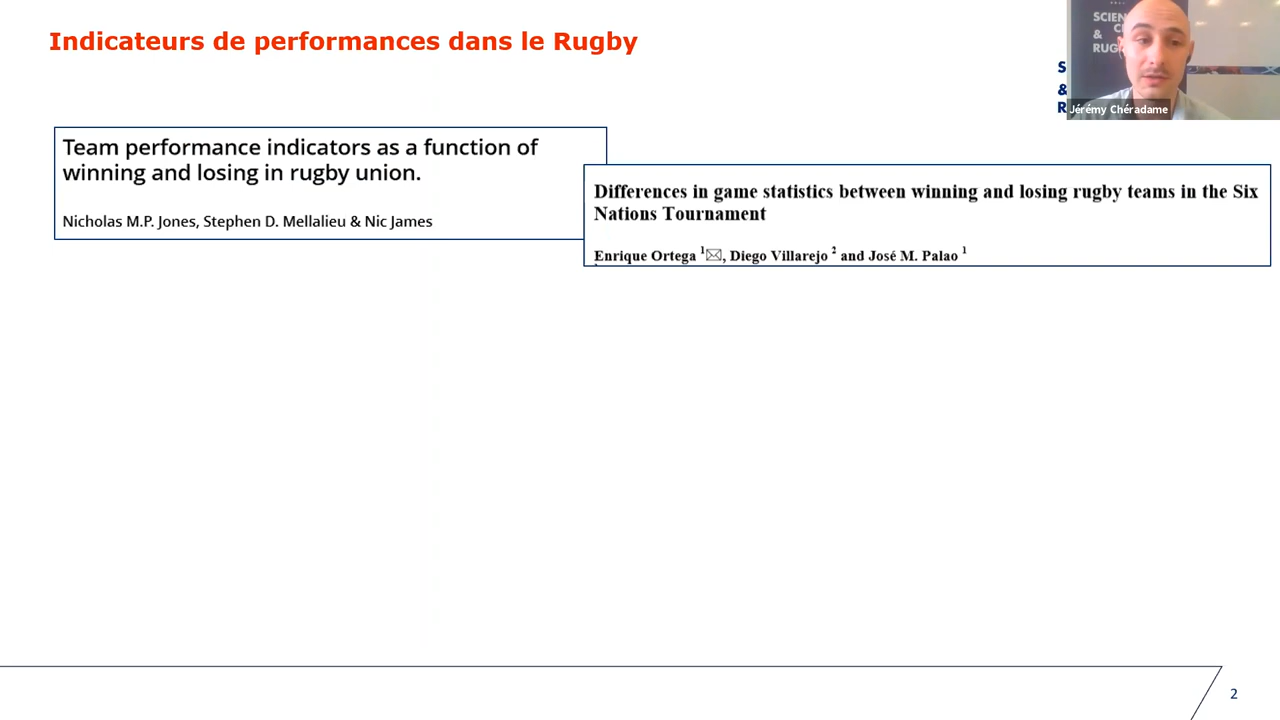 Indicateurs de performances dans le Rugby
SCIEN
C
&
RUG
S
&
R
Jérémy Chéradame
Team performance indicators as a function of
winning and losing in rugby union.
Nicholas M.P. Jones, Stephen D. Mellalieu & Nic James
Differences in game statistics between winning and losing rugby teams in the Six
Nations Tournament
Enrique Ortega 1✉, Diego Villarejo 2 and José M. Palao 1
2